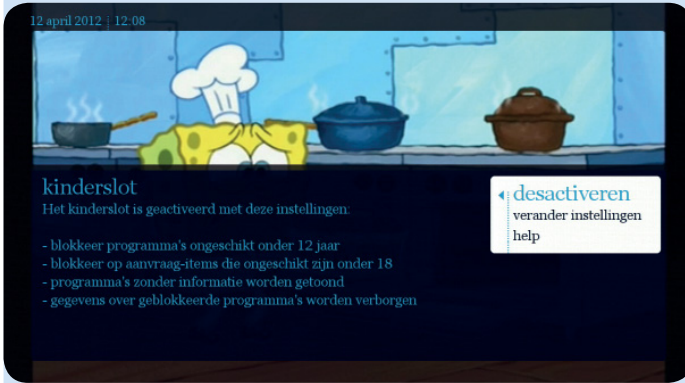 12 april 2012 ¦ 12:08
kinderslot
Het kinderslot is geactiveerd met deze instellingen:
- blokkeer programma's ongeschikt onder 12 jaar
- blokkeer op aanvraag-items die ongeschikt zijn onder 18
- programma's zonder informatie worden getoond
- gegevens over geblokkeerde programma's worden verborgen
desactiveren
verander instellingen
help